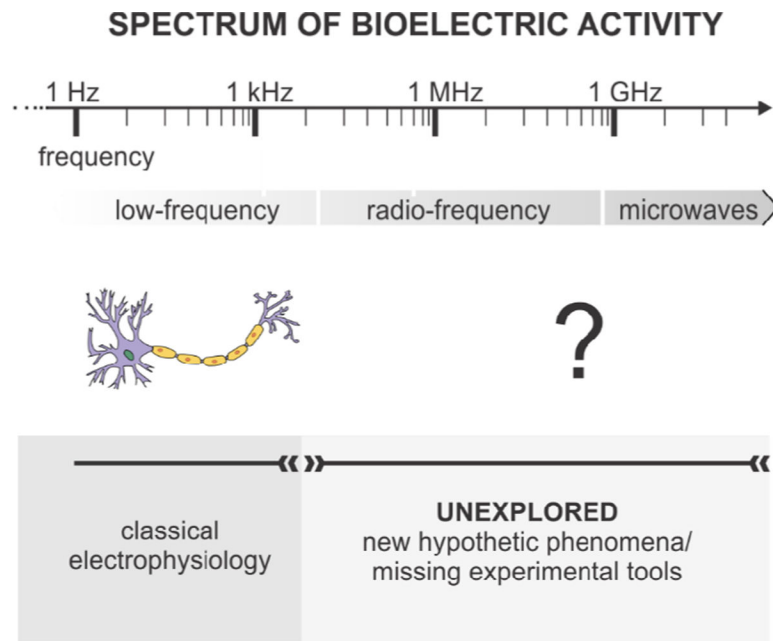 SPECTRUM OF BIOELECTRIC ACTIVITY
1 Hz 1 kHz 1 MHz 1 GHz
frequency
low-frequency radio-frequency microwaves
?
classical
electrophysiology
UNEXPLORED
new hypothetic phenomena/
missing experimental tools